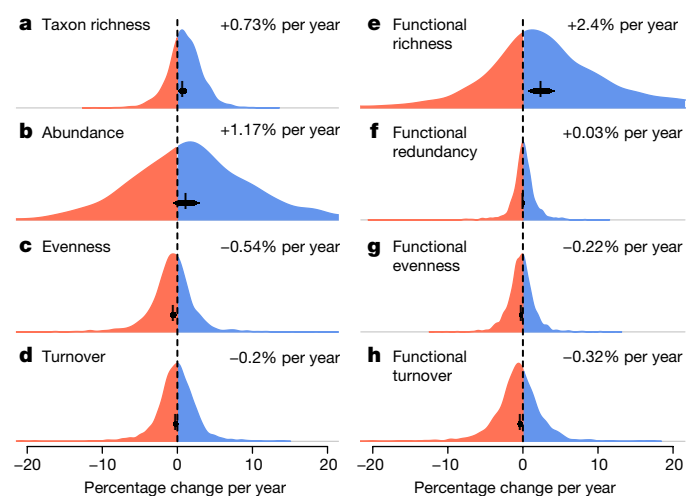 a Taxon richness +0.73% per year
b Abundance +1.17% per year
c Evenness −0.54% per year
d Turnover −0.2% per year
−20 −10 0 10 20
Percentage change per year
e Functional +2.4% per year
richness
f Functional +0.03% per year
redundancy
g Functional −0.22% per year
evenness
h Functional −0.32% per year
turnover
−20 −10 0 10 20
Percentage change per year